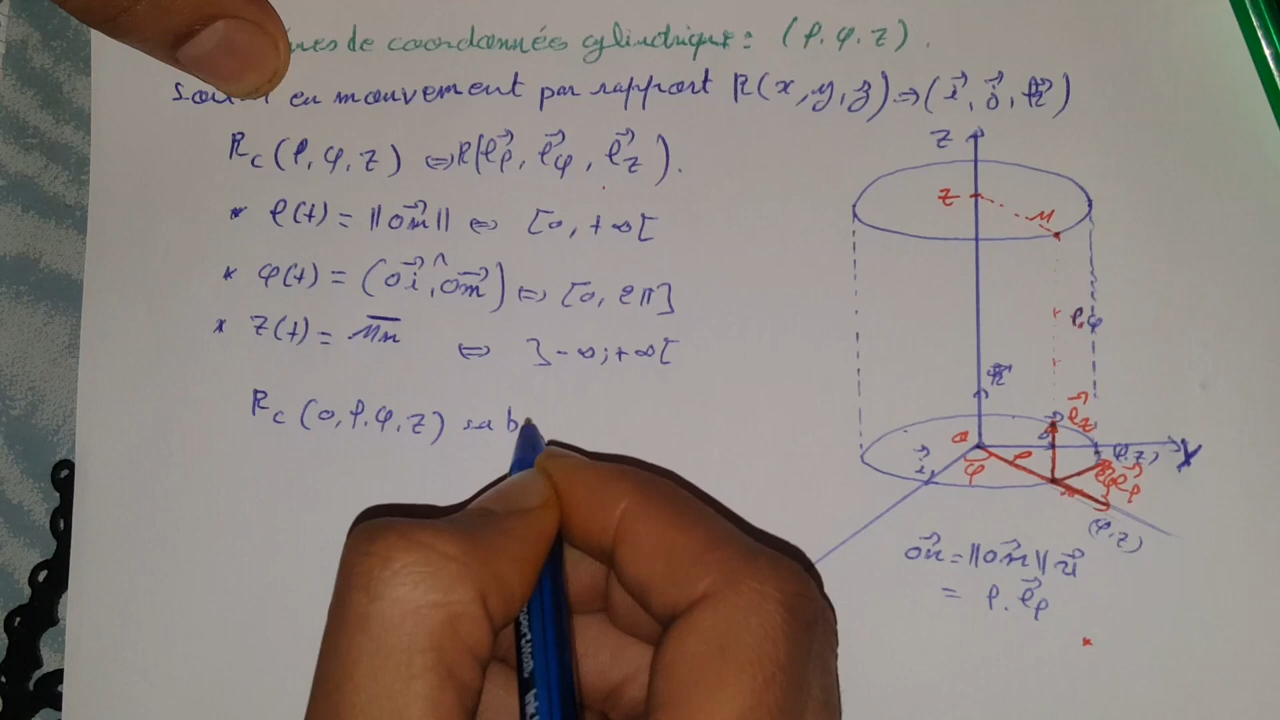 de coordonnées cylindrique : (ρ, φ, z).
en mouvement par rapport R(x, y, z) ⇒ (i⃗, j⃗, k⃗)
R_c (ρ, φ, z) ⇔ R(e⃗ρ, e⃗φ, e⃗z).
* ρ(t) = ||om⃗|| ⇔ [0, +∞[
* φ(t) = (oi⃗ ^, om⃗) ⇔ [0, 2π]
* z(t) = Mm ⇔ ]-∞; +∞[
R_c (o, ρ, φ, z) sa b
Z
z
M
ρ, φ
k⃗
e⃗z
O
X
i⃗
φ
ρ
(φ, z)
e⃗φ
e⃗ρ
(φ, z)
om⃗ = ||om⃗|| u⃗
= ρ. e⃗ρ